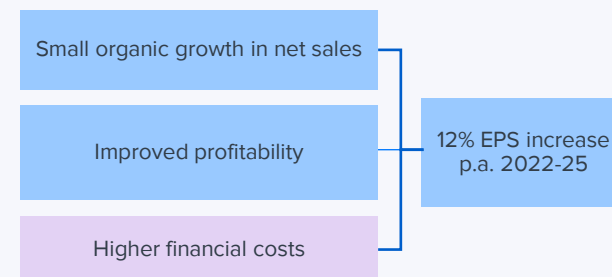 Small organic growth in net sales
Improved profitability
12% EPS increase
p.a. 2022-25
Higher financial costs